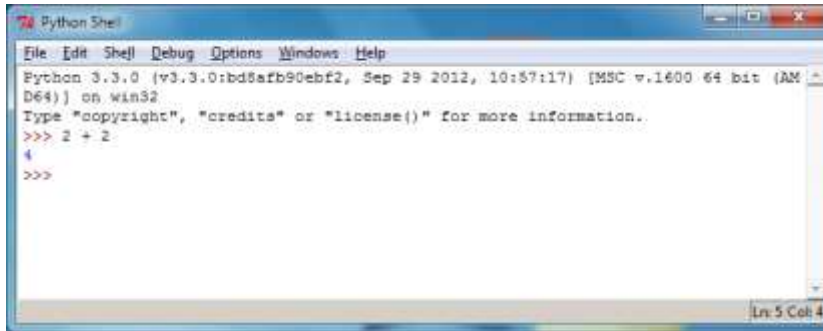 Python Shell
File Edit Shell Debug Options Windows Help
Python 3.3.0 (v3.3.0:bd8afb90ebf2, Sep 29 2012, 10:57:17) [MSC v.1600 64 bit (AM
D64)] on win32
Type "copyright", "credits" or "license()" for more information.
>>> 2 + 2
4
>>>
Ln: 5 Col: 4